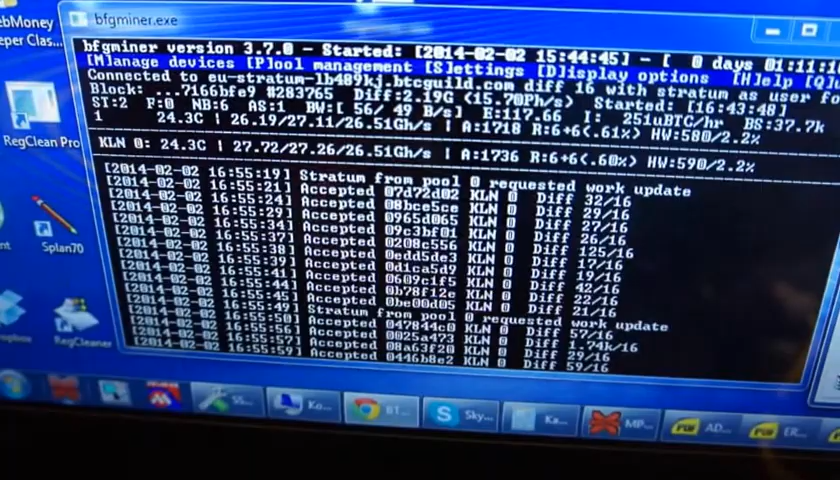 bfgminer.exe
bfgminer version 3.7.0 - Started: [2014-02-02 15:44:45] - [ 0 days 01:11:1
[M]anage devices [P]ool management [S]ettings [D]isplay options [H]elp [Q]u
Connected to eu-stratum-lb489kj.btcguild.com diff 16 with stratum as user f
Block: ...7166bfe9 #283765 Diff:2.19G (15.70Ph/s) Started: [16:43:48]
ST:2 F:0 NB:6 AS:1 BW:[ 56/ 49 B/s] E:117.66 I: 251uBTC/hr BS:37.7k
1 24.3C | 26.19/27.11/26.51Gh/s | A:1718 R:6+6(.61%) HW:580/2.2%
KLN 0: 24.3C | 27.72/27.26/26.51Gh/s | A:1736 R:6+6(.60%) HW:590/2.2%
[2014-02-02 16:55:19] Stratum from pool 0 requested work update
[2014-02-02 16:55:21] Accepted 07d72d02 KLN 0 Diff 32/16
[2014-02-02 16:55:24] Accepted 08bce5ce KLN 0 Diff 29/16
[2014-02-02 16:55:29] Accepted 0965d065 KLN 0 Diff 27/16
[2014-02-02 16:55:34] Accepted 09c3bf01 KLN 0 Diff 26/16
[2014-02-02 16:55:37] Accepted 0208c556 KLN 0 Diff 125/16
[2014-02-02 16:55:38] Accepted 0edd5de3 KLN 0 Diff 17/16
[2014-02-02 16:55:39] Accepted 0d1ca5d9 KLN 0 Diff 19/16
[2014-02-02 16:55:41] Accepted 0609c1f5 KLN 0 Diff 42/16
[2014-02-02 16:55:44] Accepted 0b78f12e KLN 0 Diff 22/16
[2014-02-02 16:55:45] Accepted 0be00d05 KLN 0 Diff 21/16
[2014-02-02 16:55:49] Stratum from pool 0 requested work update
[2014-02-02 16:55:50] Accepted 047844c0 KLN 0 Diff 57/16
[2014-02-02 16:55:56] Accepted 0025a473 KLN 0 Diff 1.74k/16
[2014-02-02 16:55:57] Accepted 08a63f20 KLN 0 Diff 29/16
[2014-02-02 16:55:59] Accepted 0446b8e2 KLN 0 Diff 59/16
ebMoney
eper Clas...
RegClean Pro
Splan70
RegCleaner
pbox
SS...
Ko...
BT...
Sky...
Ka...
MP...
AD...
ER...